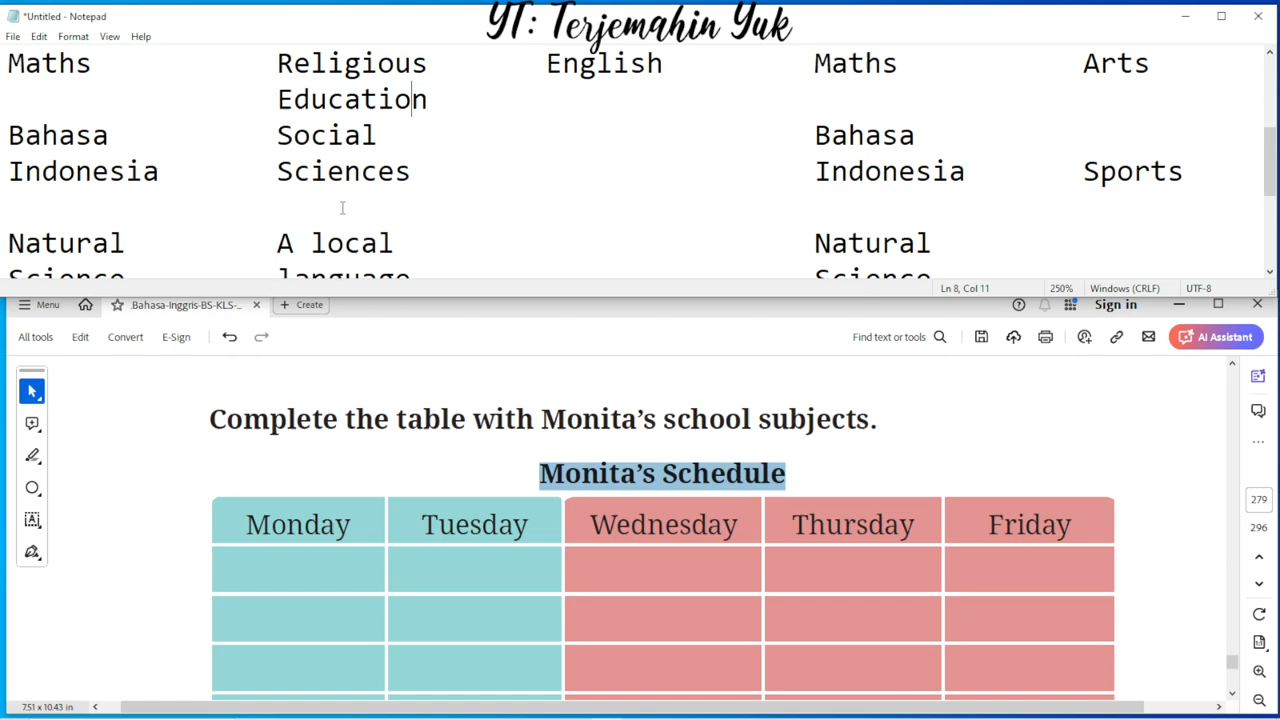 *Untitled - Notepad
YT: Terjemahin Yuk
File Edit Format View Help
Maths Religious English Maths Arts
Education
Bahasa Social Bahasa
Indonesia Sciences Indonesia Sports
Natural A local Natural
Science language Science
Ln 8, Col 11 250% Windows (CRLF) UTF-8
Menu Bahasa-Inggris-BS-KLS-... Create Sign in
All tools Edit Convert E-Sign Find text or tools AI Assistant
Complete the table with Monita's school subjects.
Monita's Schedule
Monday Tuesday Wednesday Thursday Friday
279
296
7.51 x 10.43 in